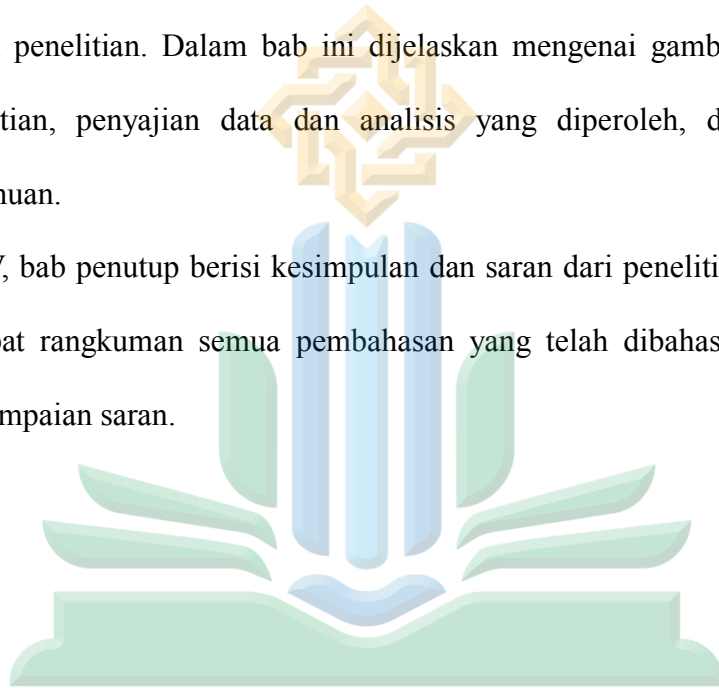 penelitian. Dalam bab ini dijelaskan mengenai gamb
tian, penyajian data dan analisis yang diperoleh, d
nuan.
, bab penutup berisi kesimpulan dan saran dari peneliti
pat rangkuman semua pembahasan yang telah dibahas
mpaian saran.